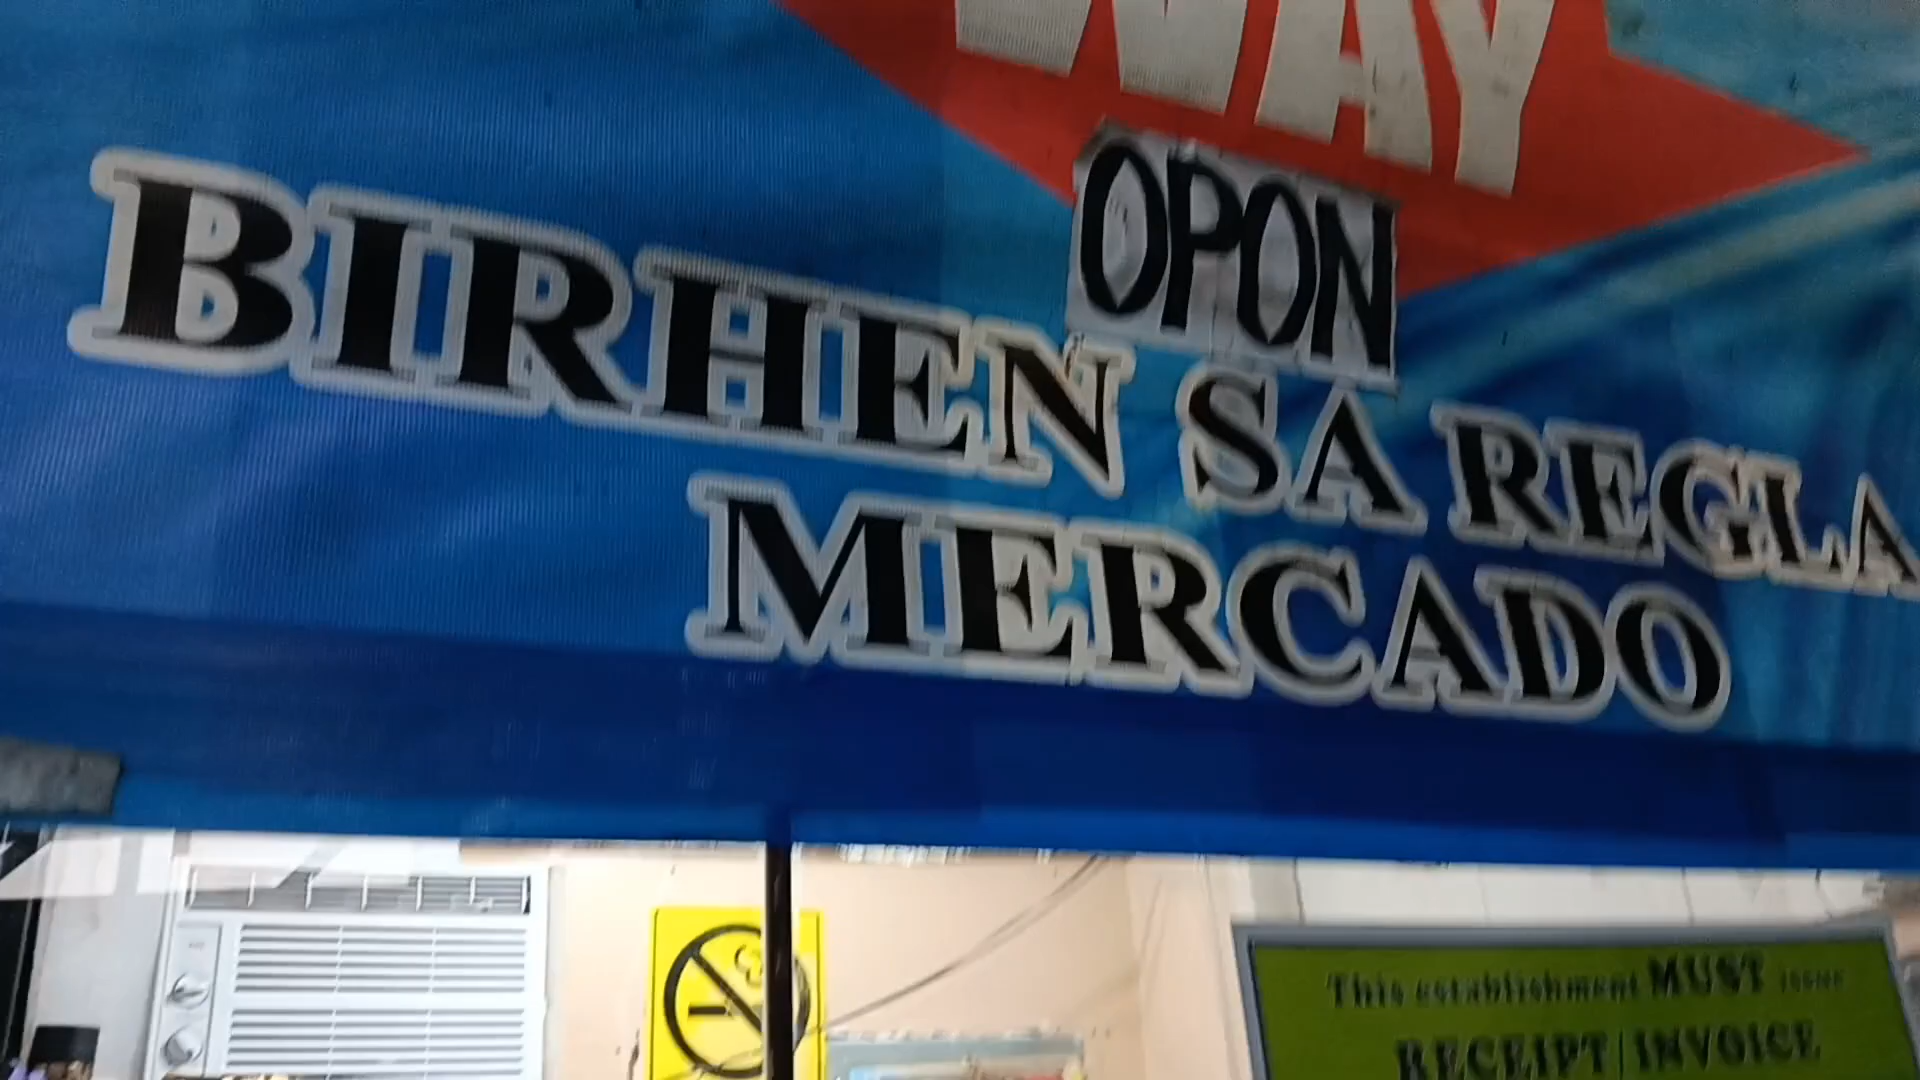 WAY
OPON
BIRHEN SA REGLA
MERCADO
This establishment MUST issue
RECEIPT | INVOICE